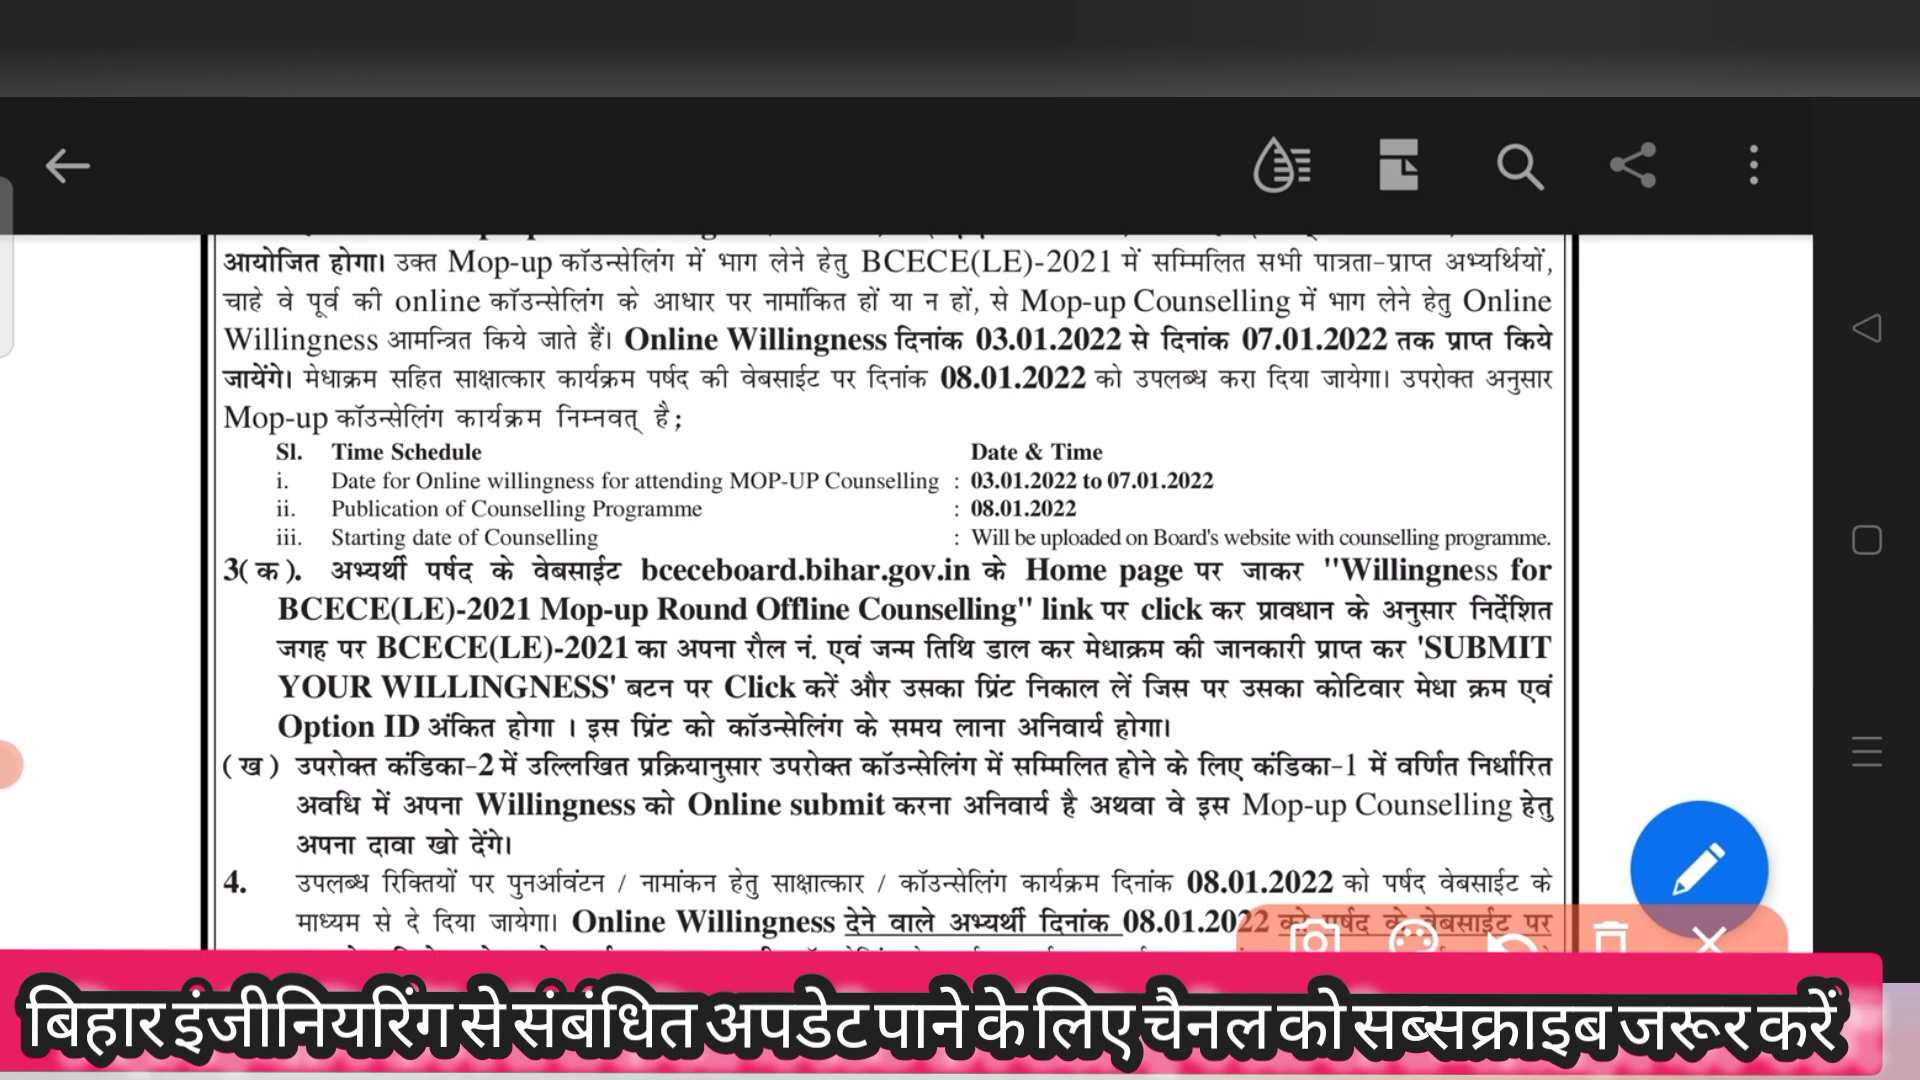 आयोजित होगा। उक्त Mop-up कॉउन्सेलिंग में भाग लेने हेतु BCECE(LE)-2021 में सम्मिलित सभी पात्रता-प्राप्त अभ्यर्थियों,
चाहे वे पूर्व की online कॉउन्सेलिंग के आधार पर नामांकित हों या न हों, से Mop-up Counselling में भाग लेने हेतु Online
Willingness आमन्त्रित किये जाते हैं। Online Willingness दिनांक 03.01.2022 से दिनांक 07.01.2022 तक प्राप्त किये
जायेंगे। मेधाक्रम सहित साक्षात्कार कार्यक्रम पर्षद की वेबसाईट पर दिनांक 08.01.2022 को उपलब्ध करा दिया जायेगा। उपरोक्त अनुसार
Mop-up कॉउन्सेलिंग कार्यक्रम निम्नवत् है;
Sl. Time Schedule Date & Time
i. Date for Online willingness for attending MOP-UP Counselling : 03.01.2022 to 07.01.2022
ii. Publication of Counselling Programme : 08.01.2022
iii. Starting date of Counselling : Will be uploaded on Board's website with counselling programme.
3(क). अभ्यर्थी पर्षद के वेबसाईट bceceboard.bihar.gov.in के Home page पर जाकर "Willingness for
BCECE(LE)-2021 Mop-up Round Offline Counselling" link पर click कर प्रावधान के अनुसार निर्देशित
जगह पर BCECE(LE)-2021 का अपना रौल नं. एवं जन्म तिथि डाल कर मेधाक्रम की जानकारी प्राप्त कर 'SUBMIT
YOUR WILLINGNESS' बटन पर Click करें और उसका प्रिंट निकाल लें जिस पर उसका कोटिवार मेधा क्रम एवं
Option ID अंकित होगा । इस प्रिंट को कॉउन्सेलिंग के समय लाना अनिवार्य होगा।
(ख) उपरोक्त कंडिका-2 में उल्लिखित प्रक्रियानुसार उपरोक्त कॉउन्सेलिंग में सम्मिलित होने के लिए कंडिका-1 में वर्णित निर्धारित
अवधि में अपना Willingness को Online submit करना अनिवार्य है अथवा वे इस Mop-up Counselling हेतु
अपना दावा खो देंगे।
4. उपलब्ध रिक्तियों पर पुनर्आवंटन / नामांकन हेतु साक्षात्कार / कॉउन्सेलिंग कार्यक्रम दिनांक 08.01.2022 को पर्षद वेबसाईट के
माध्यम से दे दिया जायेगा। Online Willingness देने वाले अभ्यर्थी दिनांक 08.01.2022 को पर्षद के वेबसाईट पर
बिहार इंजीनियरिंग से संबंधित अपडेट पाने के लिए चैनल को सब्सक्राइब जरूर करें